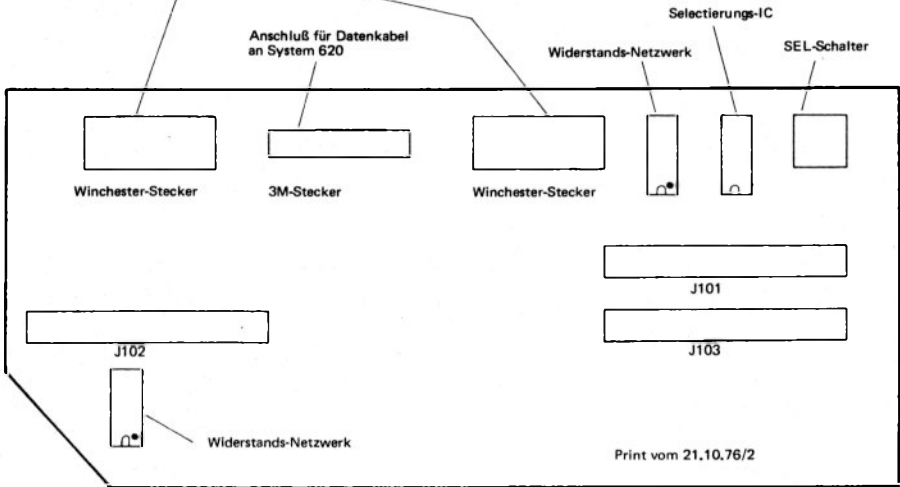 Selectierungs-IC
Anschluß für Datenkabel
an System 620
Widerstands-Netzwerk
SEL-Schalter
Winchester-Stecker
3M-Stecker
Winchester-Stecker
J101
J102
J103
Widerstands-Netzwerk
Print vom 21.10.76/2